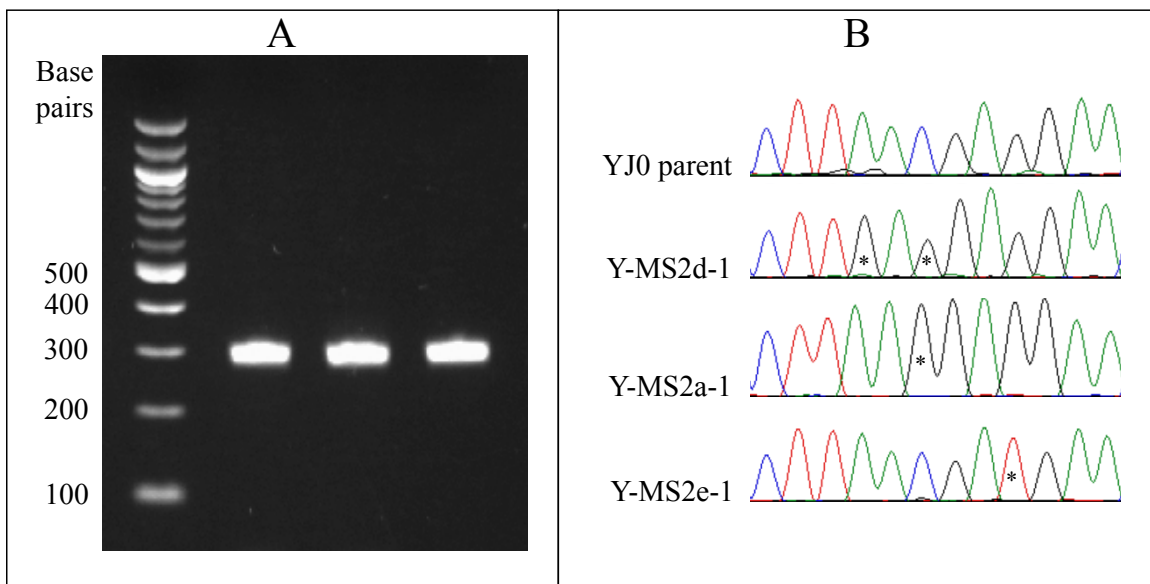 A
Base
pairs
500
400
300
200
100
B
YJ0 parent
Y-MS2d-1
* *
Y-MS2a-1
*
Y-MS2e-1
*